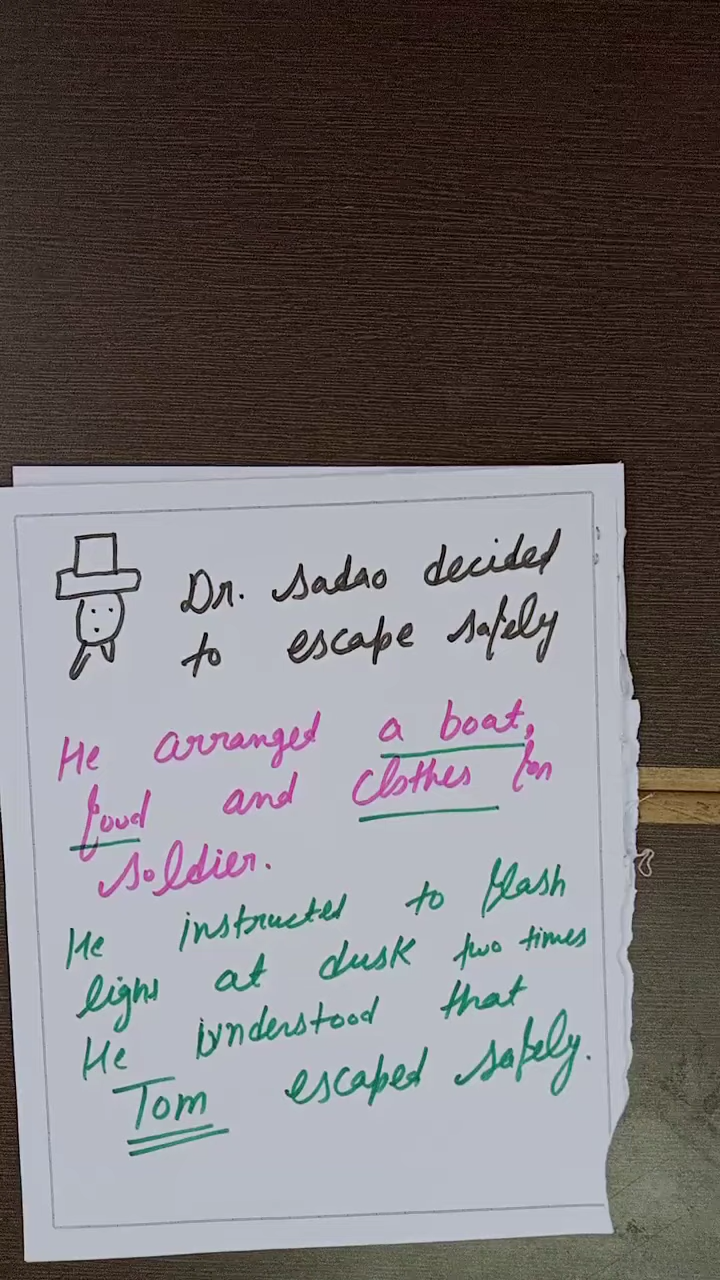 Dr. Sadao decided
to escape safely
He arranged a boat,
food and clothes for
soldier.
He instructed to flash
light at dusk two times
He understood that
Tom escaped safely.